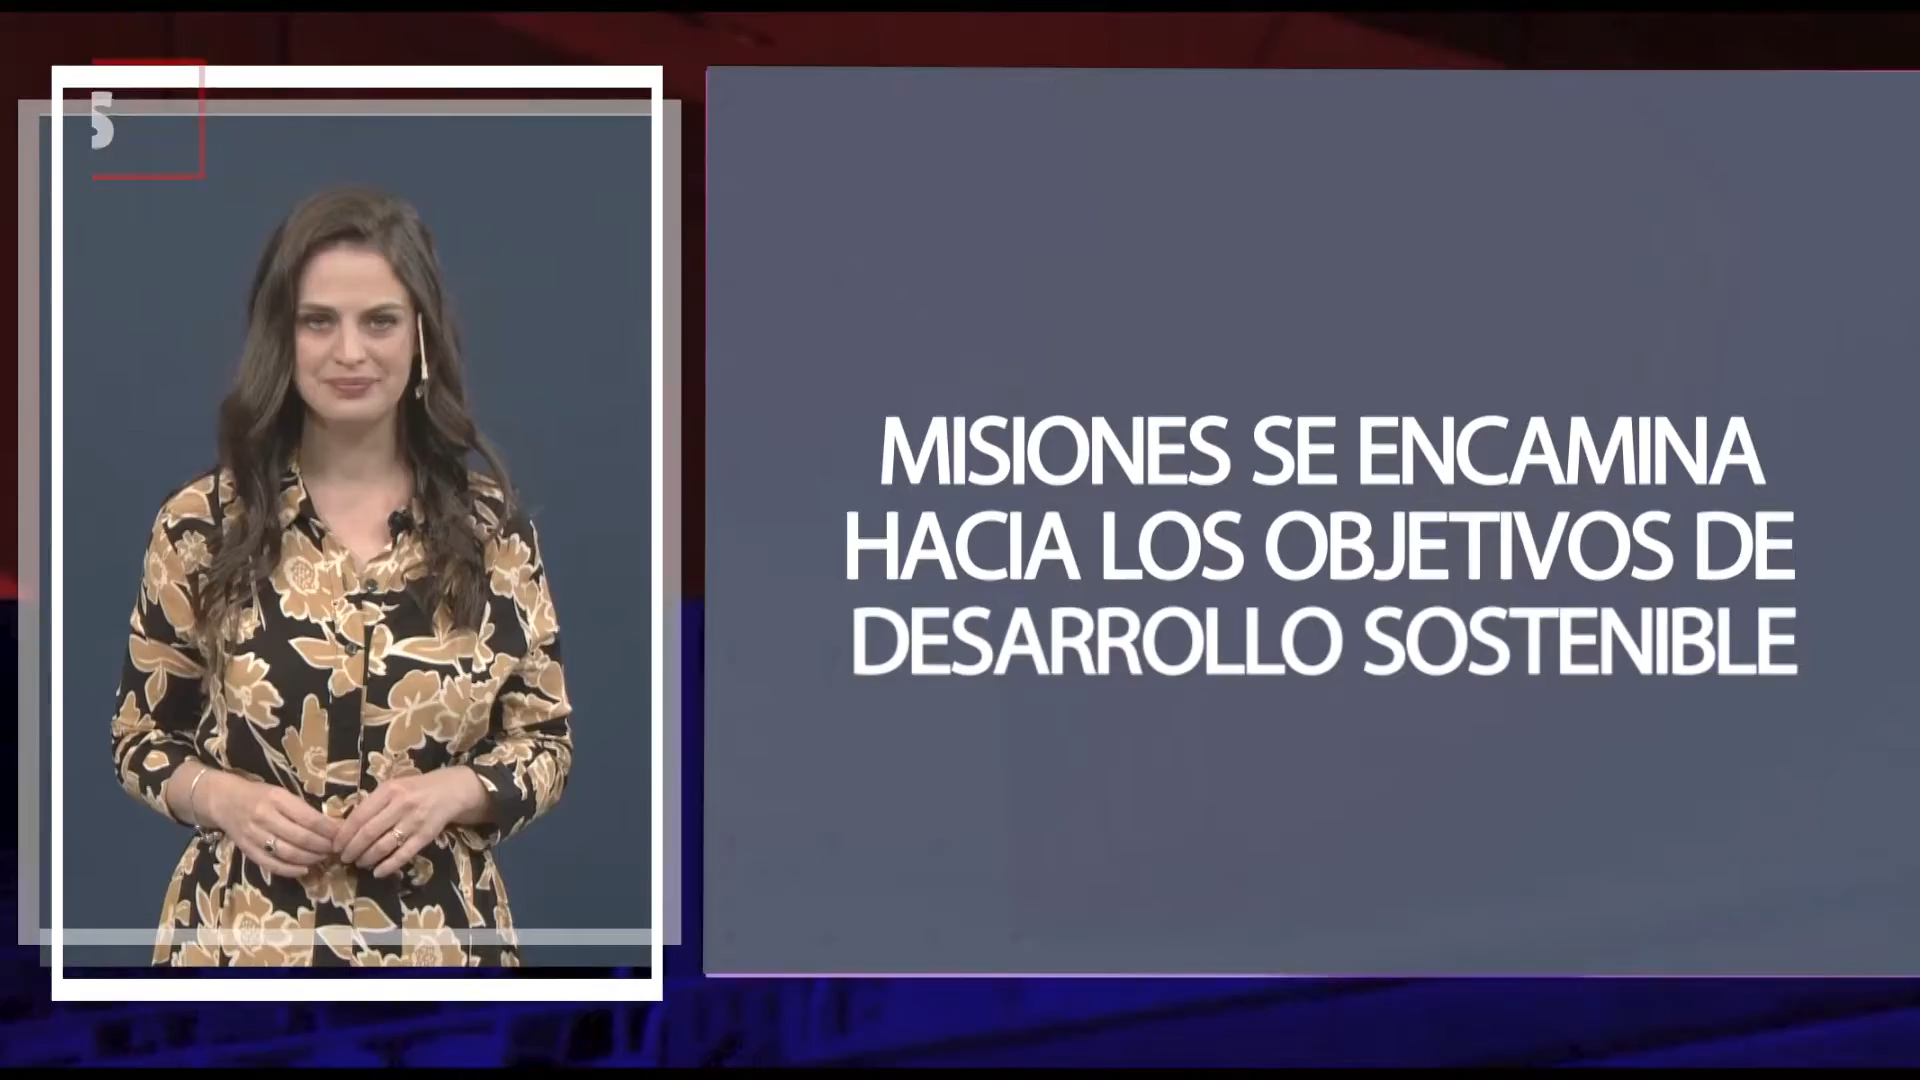 S
MISIONES SE ENCAMINA
HACIA LOS OBJETIVOS DE
DESARROLLO SOSTENIBLE